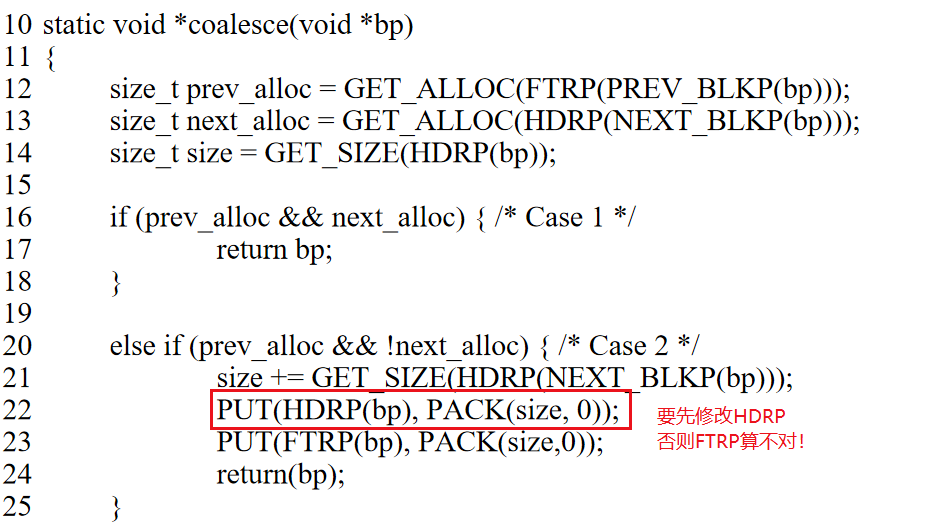 10 static void *coalesce(void *bp)
11 {
12 size_t prev_alloc = GET_ALLOC(FTRP(PREV_BLKP(bp)));
13 size_t next_alloc = GET_ALLOC(HDRP(NEXT_BLKP(bp)));
14 size_t size = GET_SIZE(HDRP(bp));
15
16 if (prev_alloc && next_alloc) { /* Case 1 */
17 return bp;
18 }
19
20 else if (prev_alloc && !next_alloc) { /* Case 2 */
21 size += GET_SIZE(HDRP(NEXT_BLKP(bp)));
22 PUT(HDRP(bp), PACK(size, 0));
要先修改HDRP
23 PUT(FTRP(bp), PACK(size,0));
否则FTRP算不对!
24 return(bp);
25 }